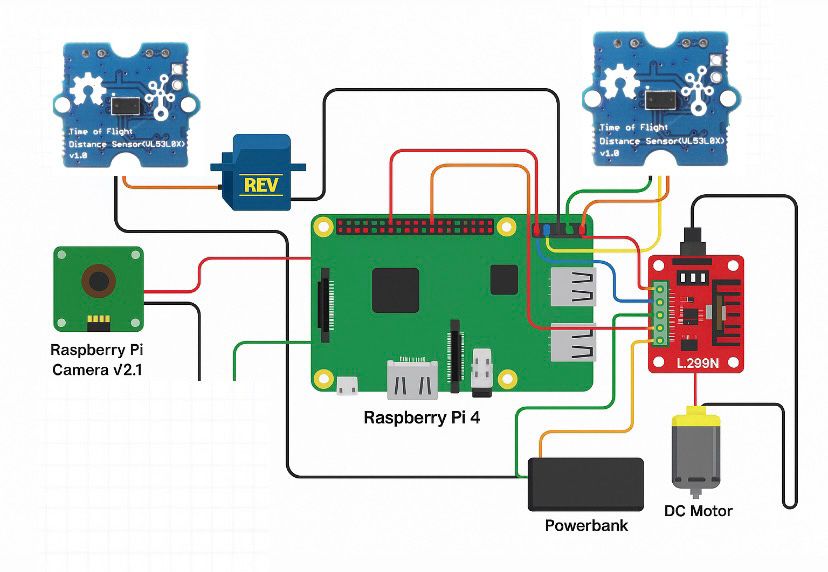 Time of Flight
Distance Sensor(VL53L0X)
v1.0
Time of Flight
Distance Sensor(VL53L0X)
v1.0
REV
Raspberry Pi
Camera v2.1
Raspberry Pi 4
L.299N
DC Motor
Powerbank